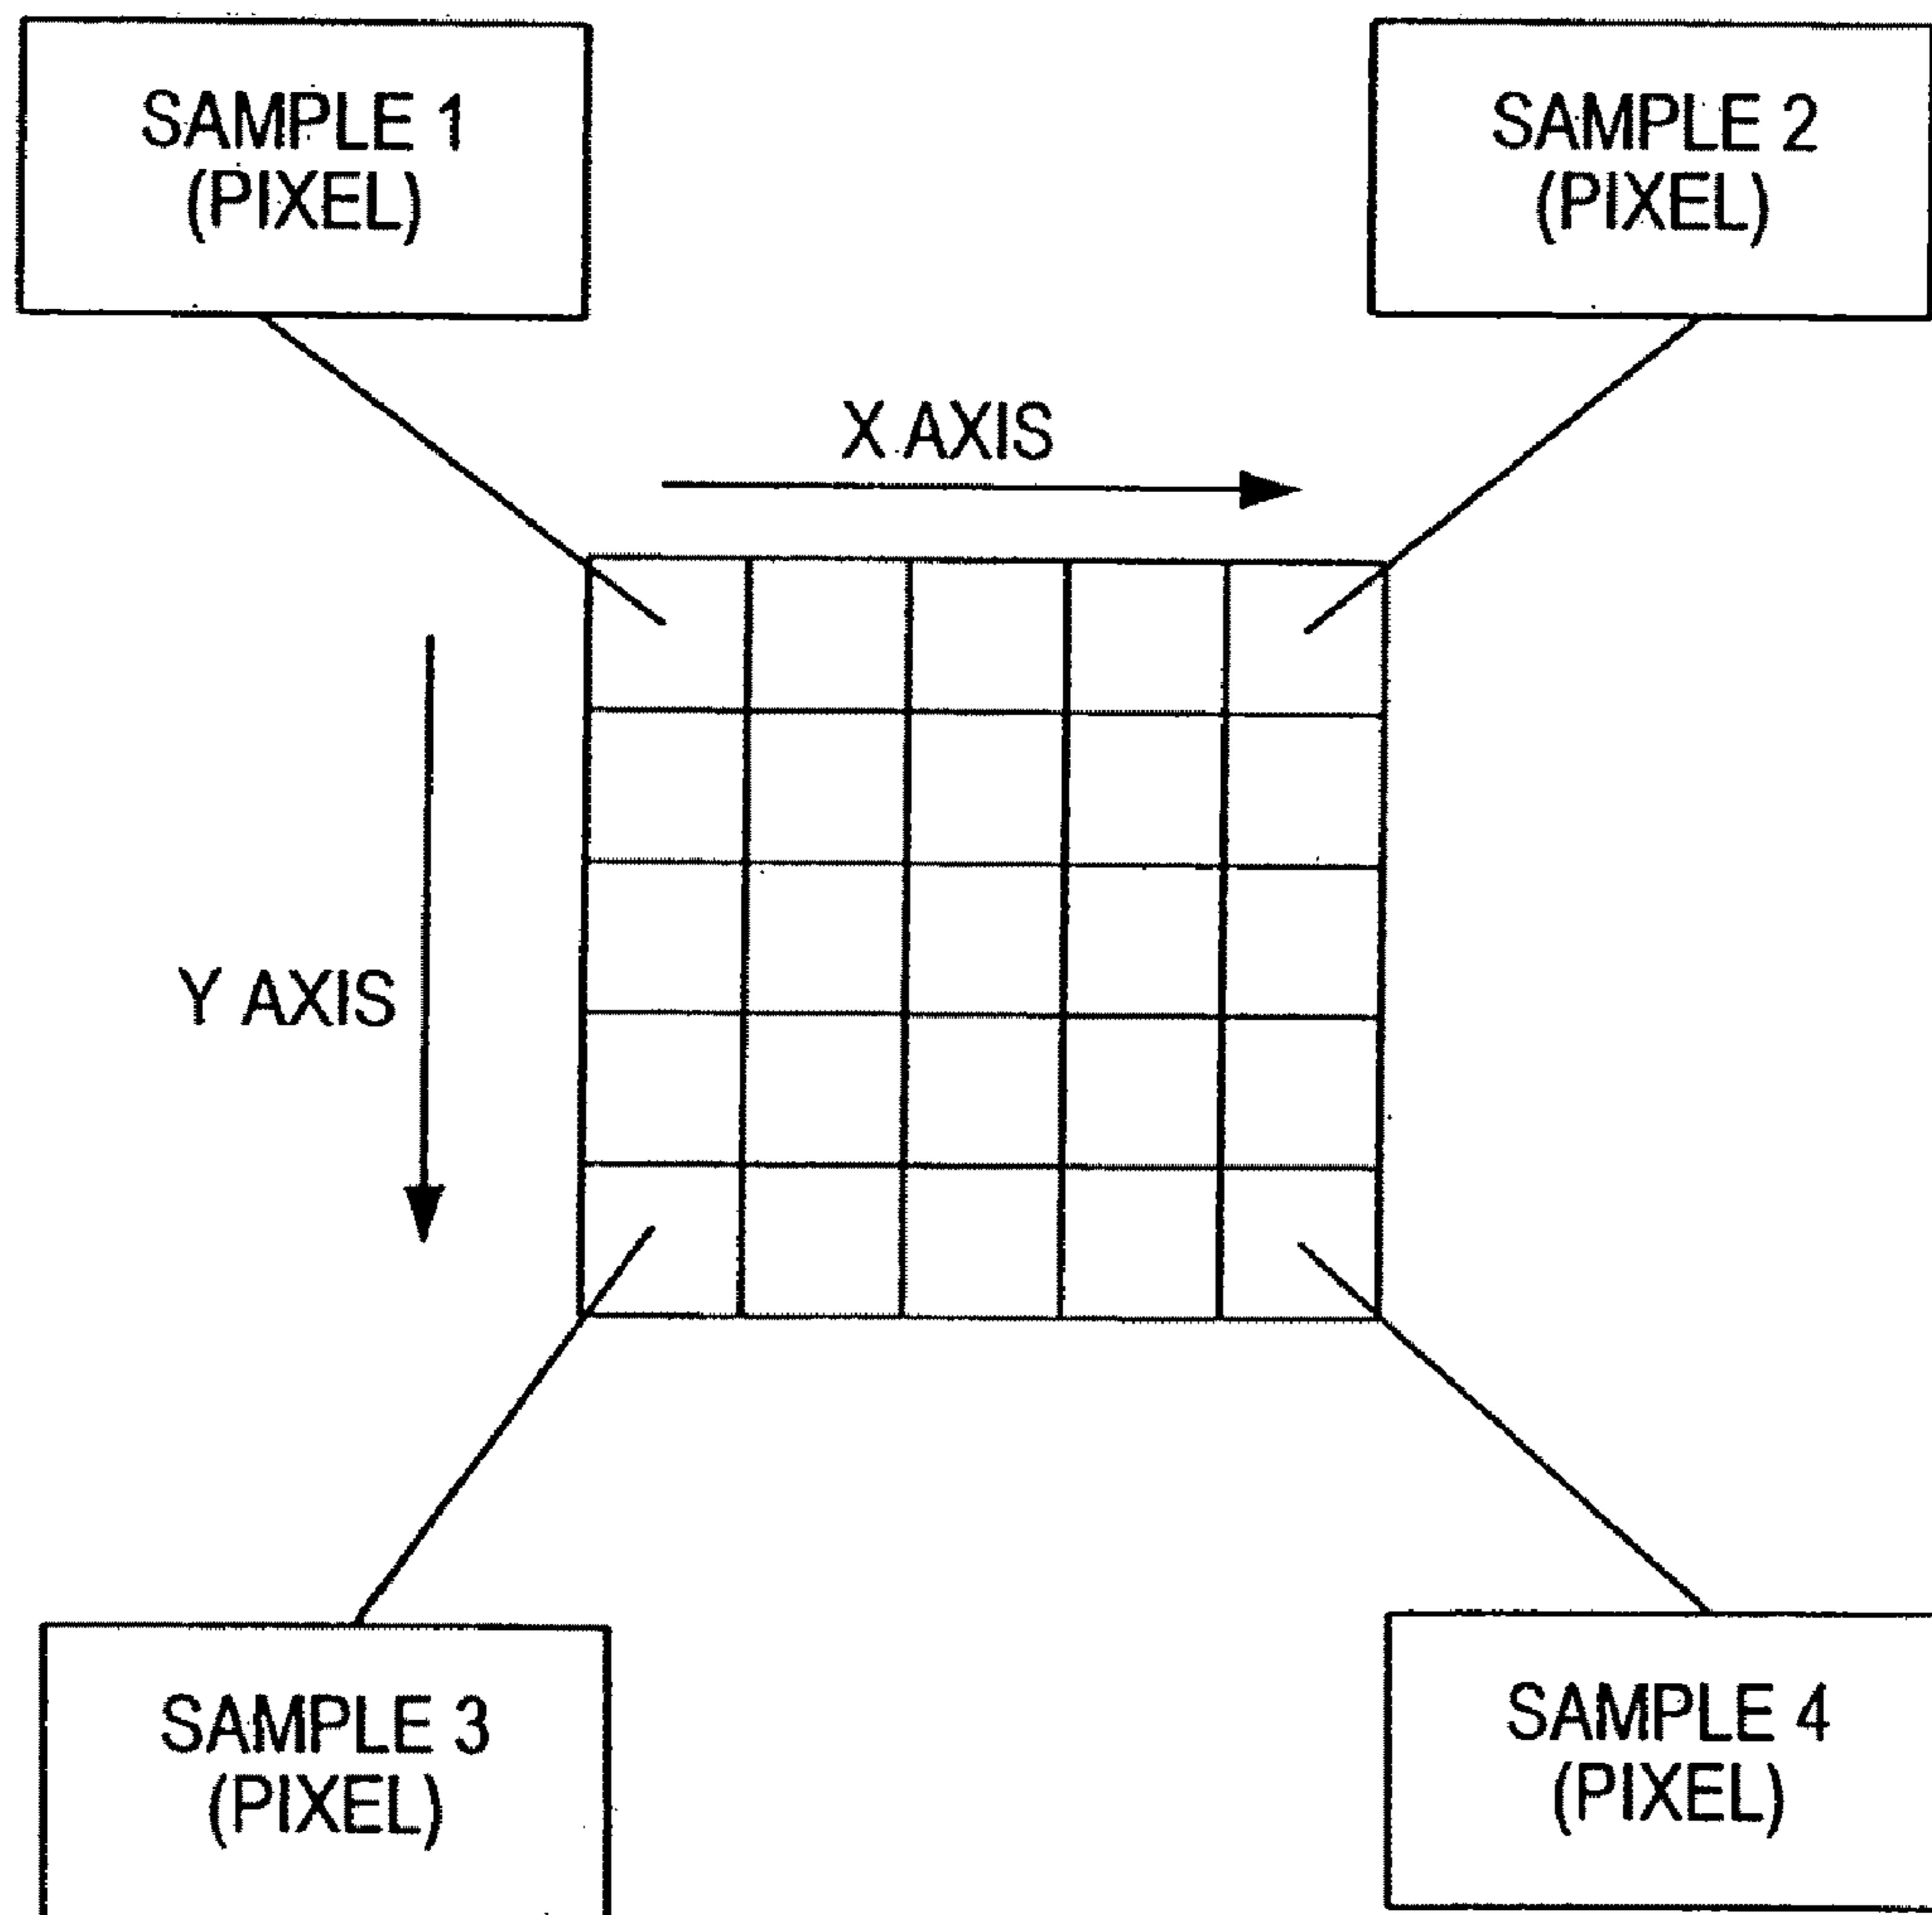 SAMPLE 1
(PIXEL)
SAMPLE 2
(PIXEL)
X AXIS
Y AXIS
SAMPLE 3
(PIXEL)
SAMPLE 4
(PIXEL)